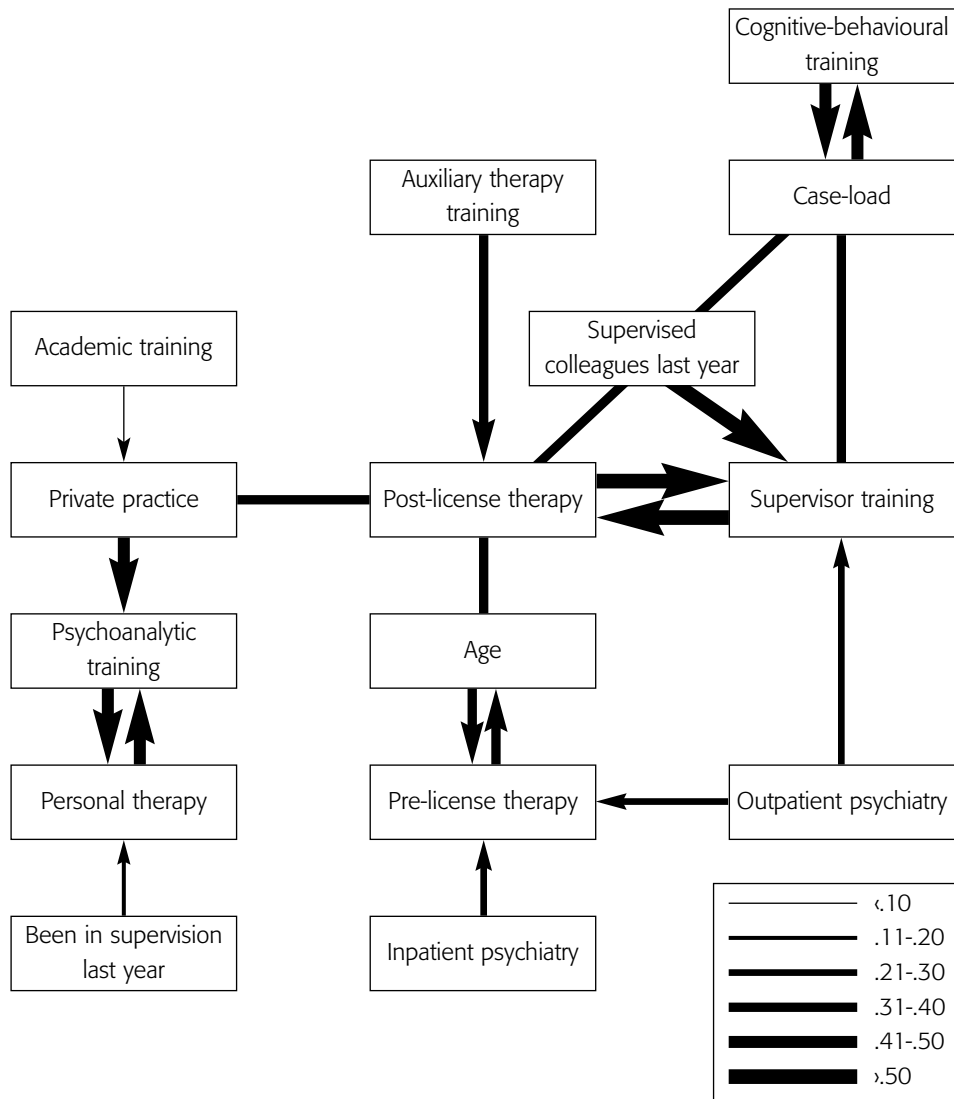 Cognitive-behavioural
training
Auxiliary therapy
training
Case-load
Academic training
Supervised
colleagues last year
Private practice
Post-license therapy
Supervisor training
Psychoanalytic
training
Age
Personal therapy
Pre-license therapy
Outpatient psychiatry
Been in supervision
last year
Inpatient psychiatry
‹.10
.11-.20
.21-.30
.31-.40
.41-.50
›.50